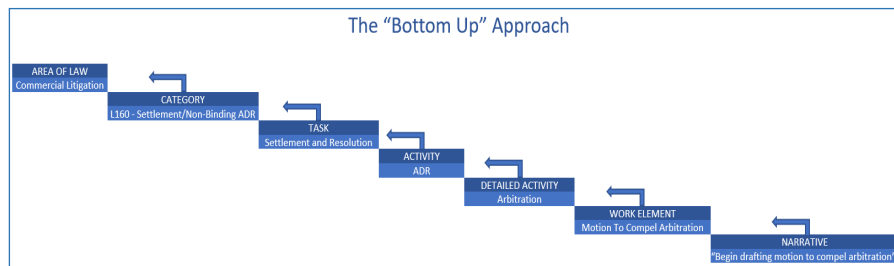 The “Bottom Up” Approach
AREA OF LAW
Commercial Litigation
CATEGORY
L160 - Settlement/Non-Binding ADR
TASK
Settlement and Resolution
ACTIVITY
ADR
DETAILED ACTIVITY
Arbitration
WORK ELEMENT
Motion To Compel Arbitration
NARRATIVE
“Begin drafting motion to compel arbitration”